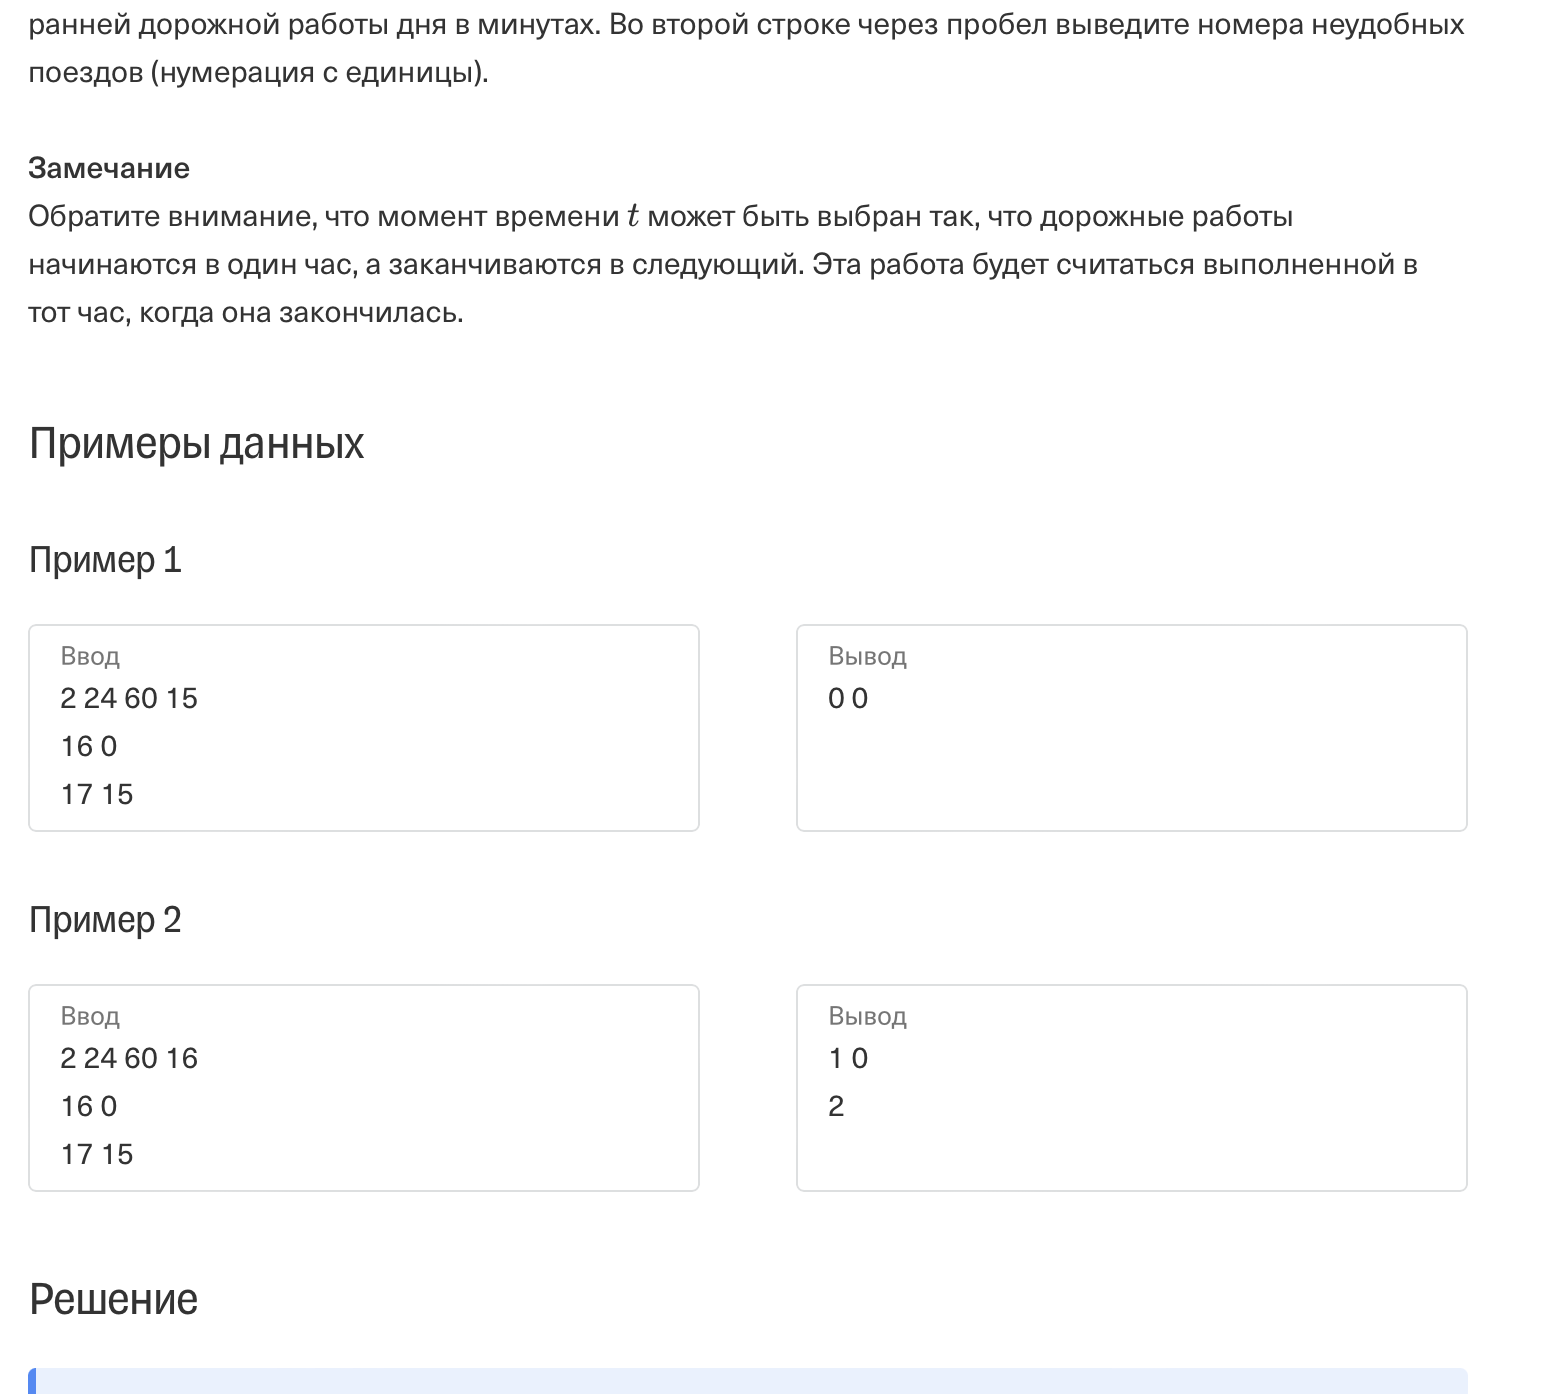 ранней дорожной работы дня в минутах. Во второй строке через пробел выведите номера неудобных
поездов (нумерация с единицы).
Замечание
Обратите внимание, что момент времени t может быть выбран так, что дорожные работы
начинаются в один час, а заканчиваются в следующий. Эта работа будет считаться выполненной в
тот час, когда она закончилась.
Примеры данных
Пример 1
Ввод
2 24 60 15
16 0
17 15
Вывод
0 0
Пример 2
Ввод
2 24 60 16
16 0
17 15
Вывод
1 0
2
Решение